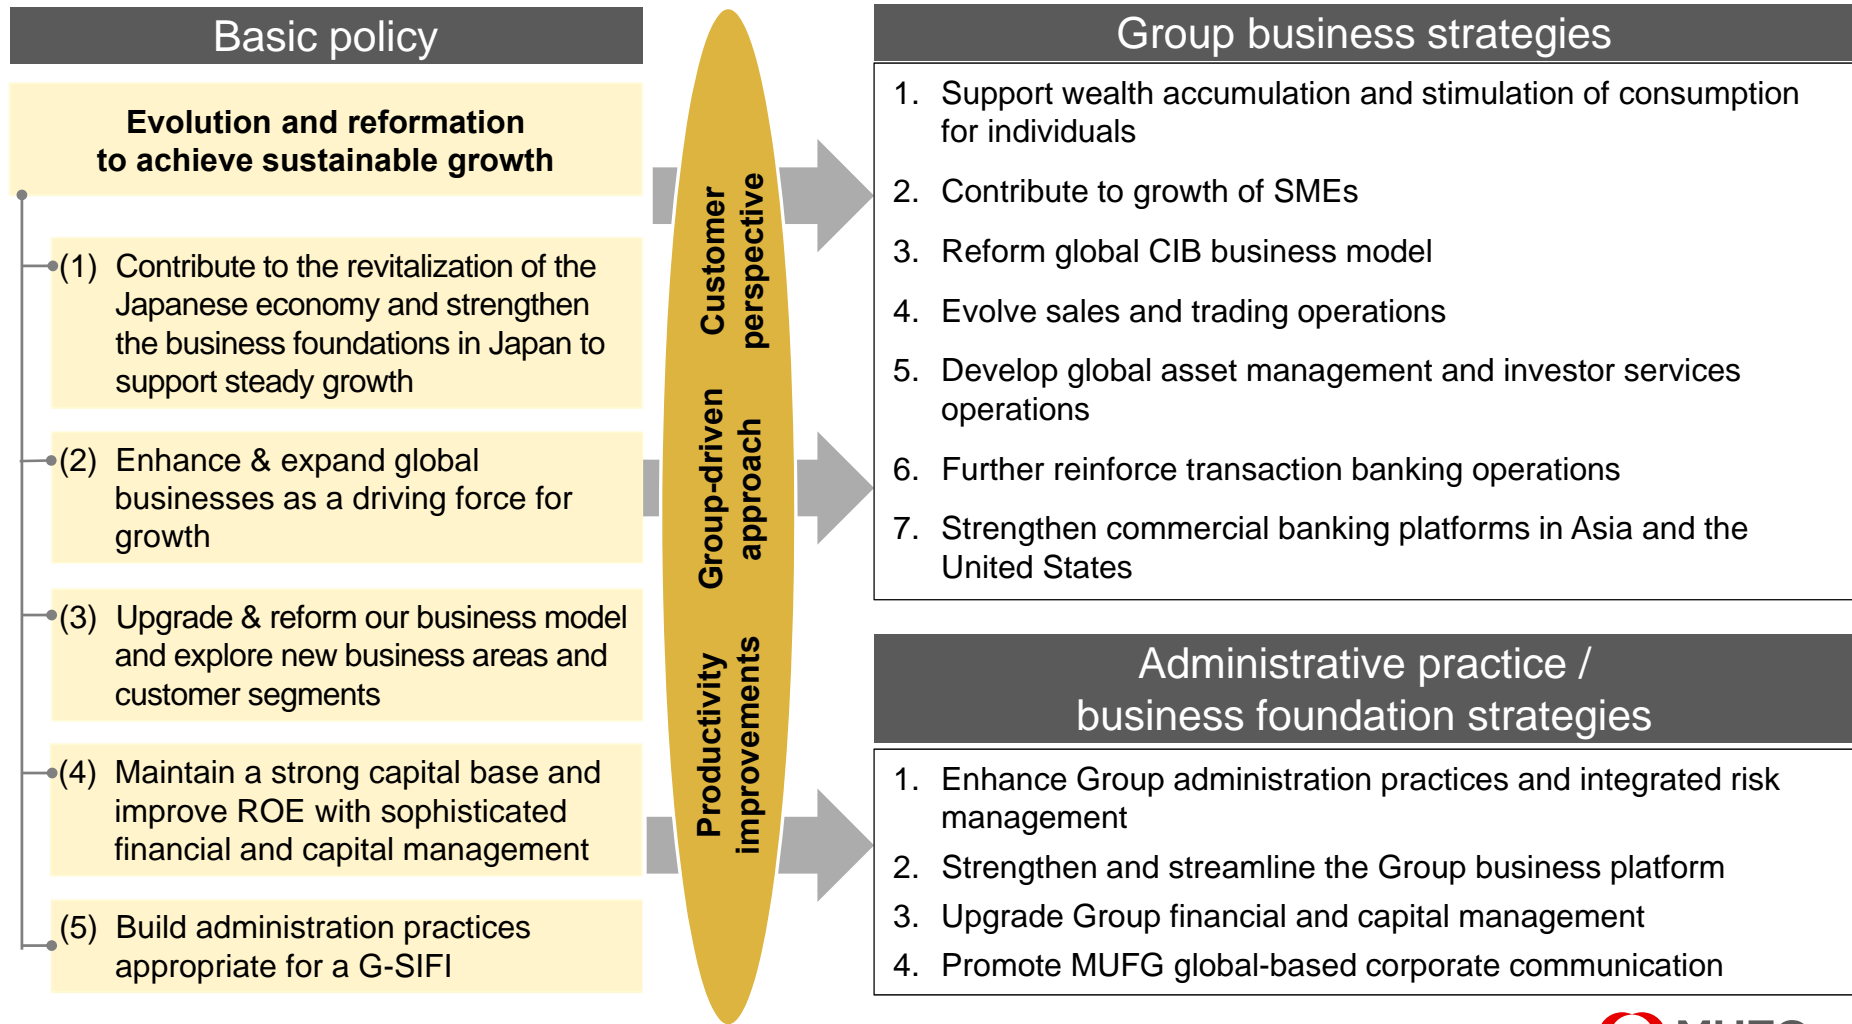 Basic policy
Evolution and reformation
to achieve sustainable growth
(1) Contribute to the revitalization of the
Japanese economy and strengthen
the business foundations in Japan to
support steady growth
(2) Enhance & expand global
businesses as a driving force for
growth
(3) Upgrade & reform our business model
and explore new business areas and
customer segments
(4) Maintain a strong capital base and
improve ROE with sophisticated
financial and capital management
(5) Build administration practices
appropriate for a G-SIFI
Customer
perspective
Group-driven
approach
Productivity
improvements
Group business strategies
1. Support wealth accumulation and stimulation of consumption
for individuals
2. Contribute to growth of SMEs
3. Reform global CIB business model
4. Evolve sales and trading operations
5. Develop global asset management and investor services
operations
6. Further reinforce transaction banking operations
7. Strengthen commercial banking platforms in Asia and the
United States
Administrative practice /
business foundation strategies
1. Enhance Group administration practices and integrated risk
management
2. Strengthen and streamline the Group business platform
3. Upgrade Group financial and capital management
4. Promote MUFG global-based corporate communication